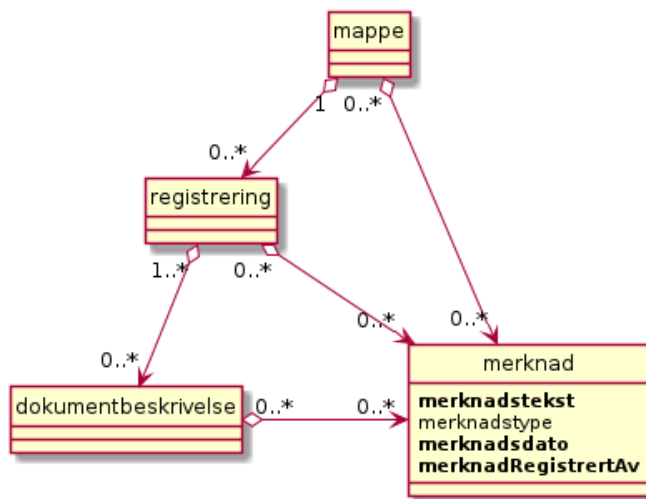 mappe
1 0..*
0..*
registrering
1..* 0..*
0..* 0..*
0..*
merknad
dokumentbeskrivelse
0..* 0..*
merknadstekst
merknadstype
merknadsdato
merknadRegistrertAv